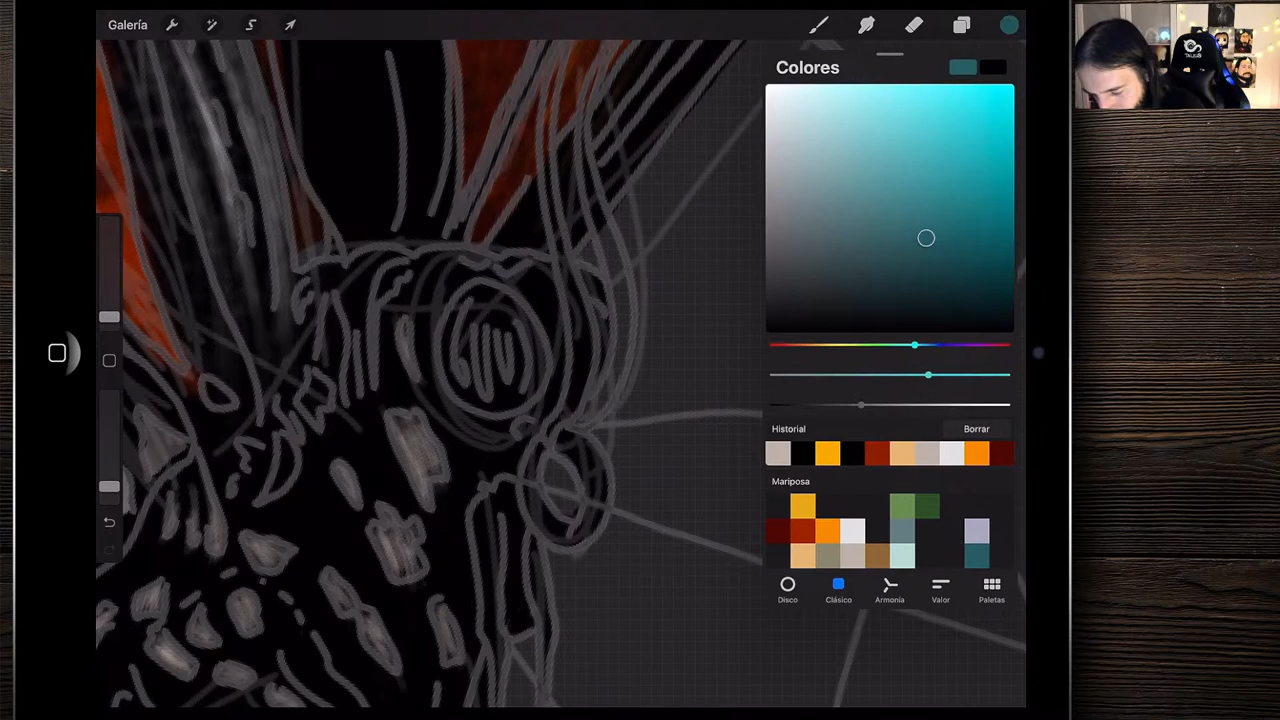 Galería
Colores
Historial
Borrar
Mariposa
Disco
Clásico
Armonía
Valor
Paletas